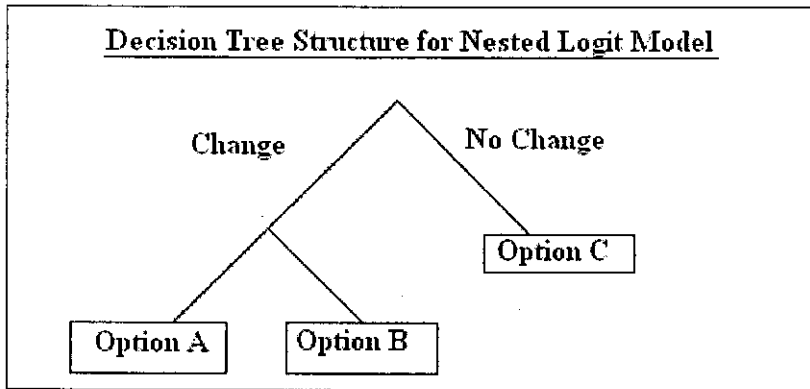 Decision Tree Structure for Nested Logit Model
Change
No Change
Option C
Option A
Option B